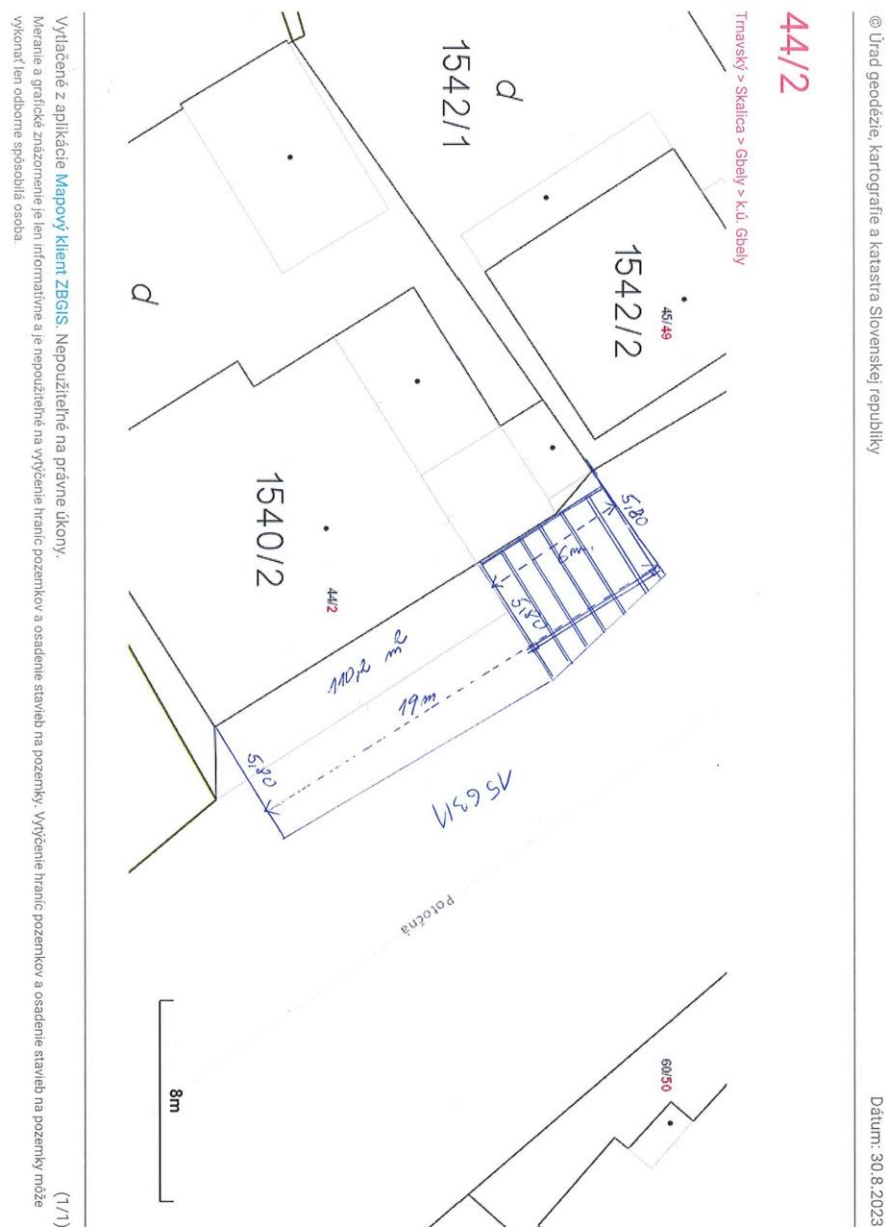 © Úrad geodézie, kartografie a katastra Slovenskej republiky
Dátum: 30.8.2023
44/2
Trnavský > Skalica > Gbely > k.ú. Gbely
1542/1
d
1542/2
45/49
d
1540/2
44/2
5,80
6m.
5,80
110,2 m2
19m
5,80
1563/1
Potočná
60/50
8m
Vytlačené z aplikácie Mapový klient ZBGIS. Nepoužiteľné na právne úkony.
(1/1)
Meranie a grafické znázornenie je len informatívne a je nepoužiteľné na vytýčenie hraníc pozemkov a osadenie stavieb na pozemky. Vytýčenie hraníc pozemkov a osadenie stavieb na pozemky môže
vykonať len odborne spôsobilá osoba.